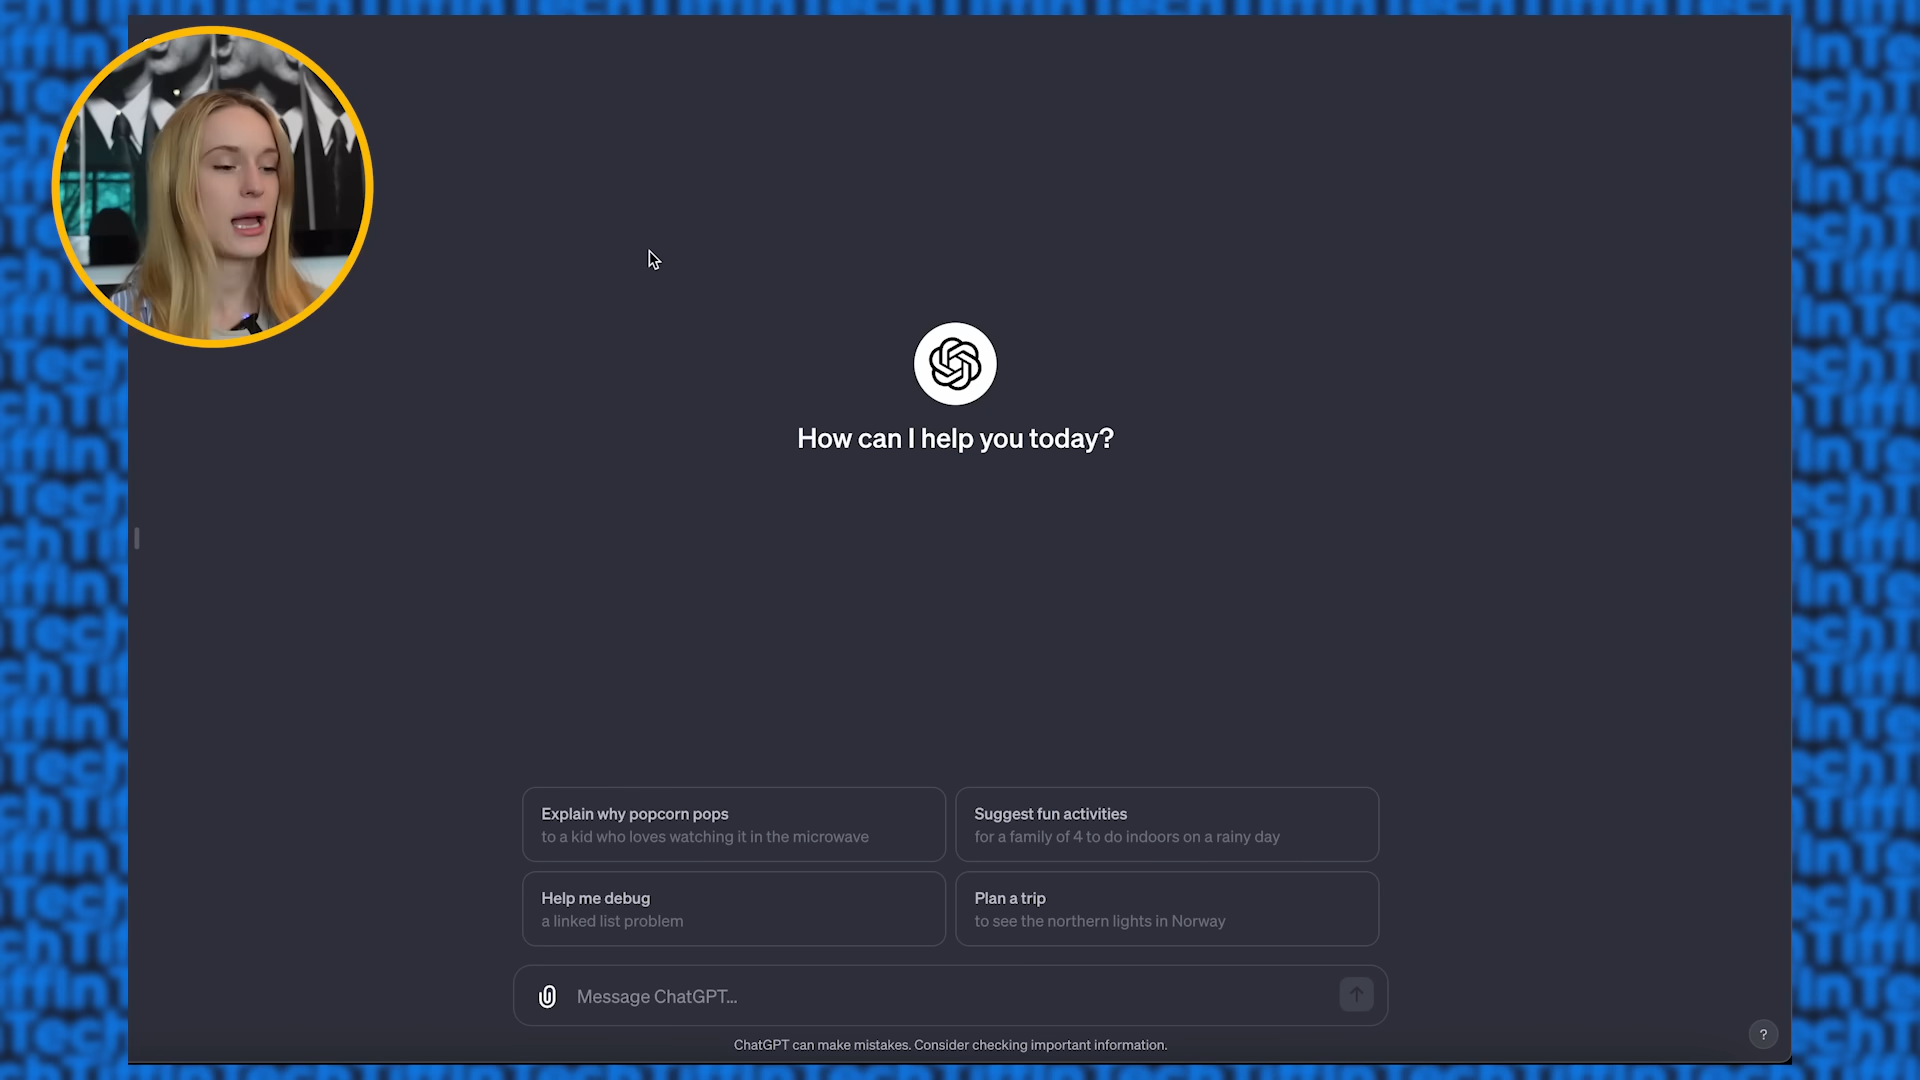 How can I help you today?
Explain why popcorn pops
to a kid who loves watching it in the microwave
Suggest fun activities
for a family of 4 to do indoors on a rainy day
Help me debug
a linked list problem
Plan a trip
to see the northern lights in Norway
Message ChatGPT...
ChatGPT can make mistakes. Consider checking important information.
?